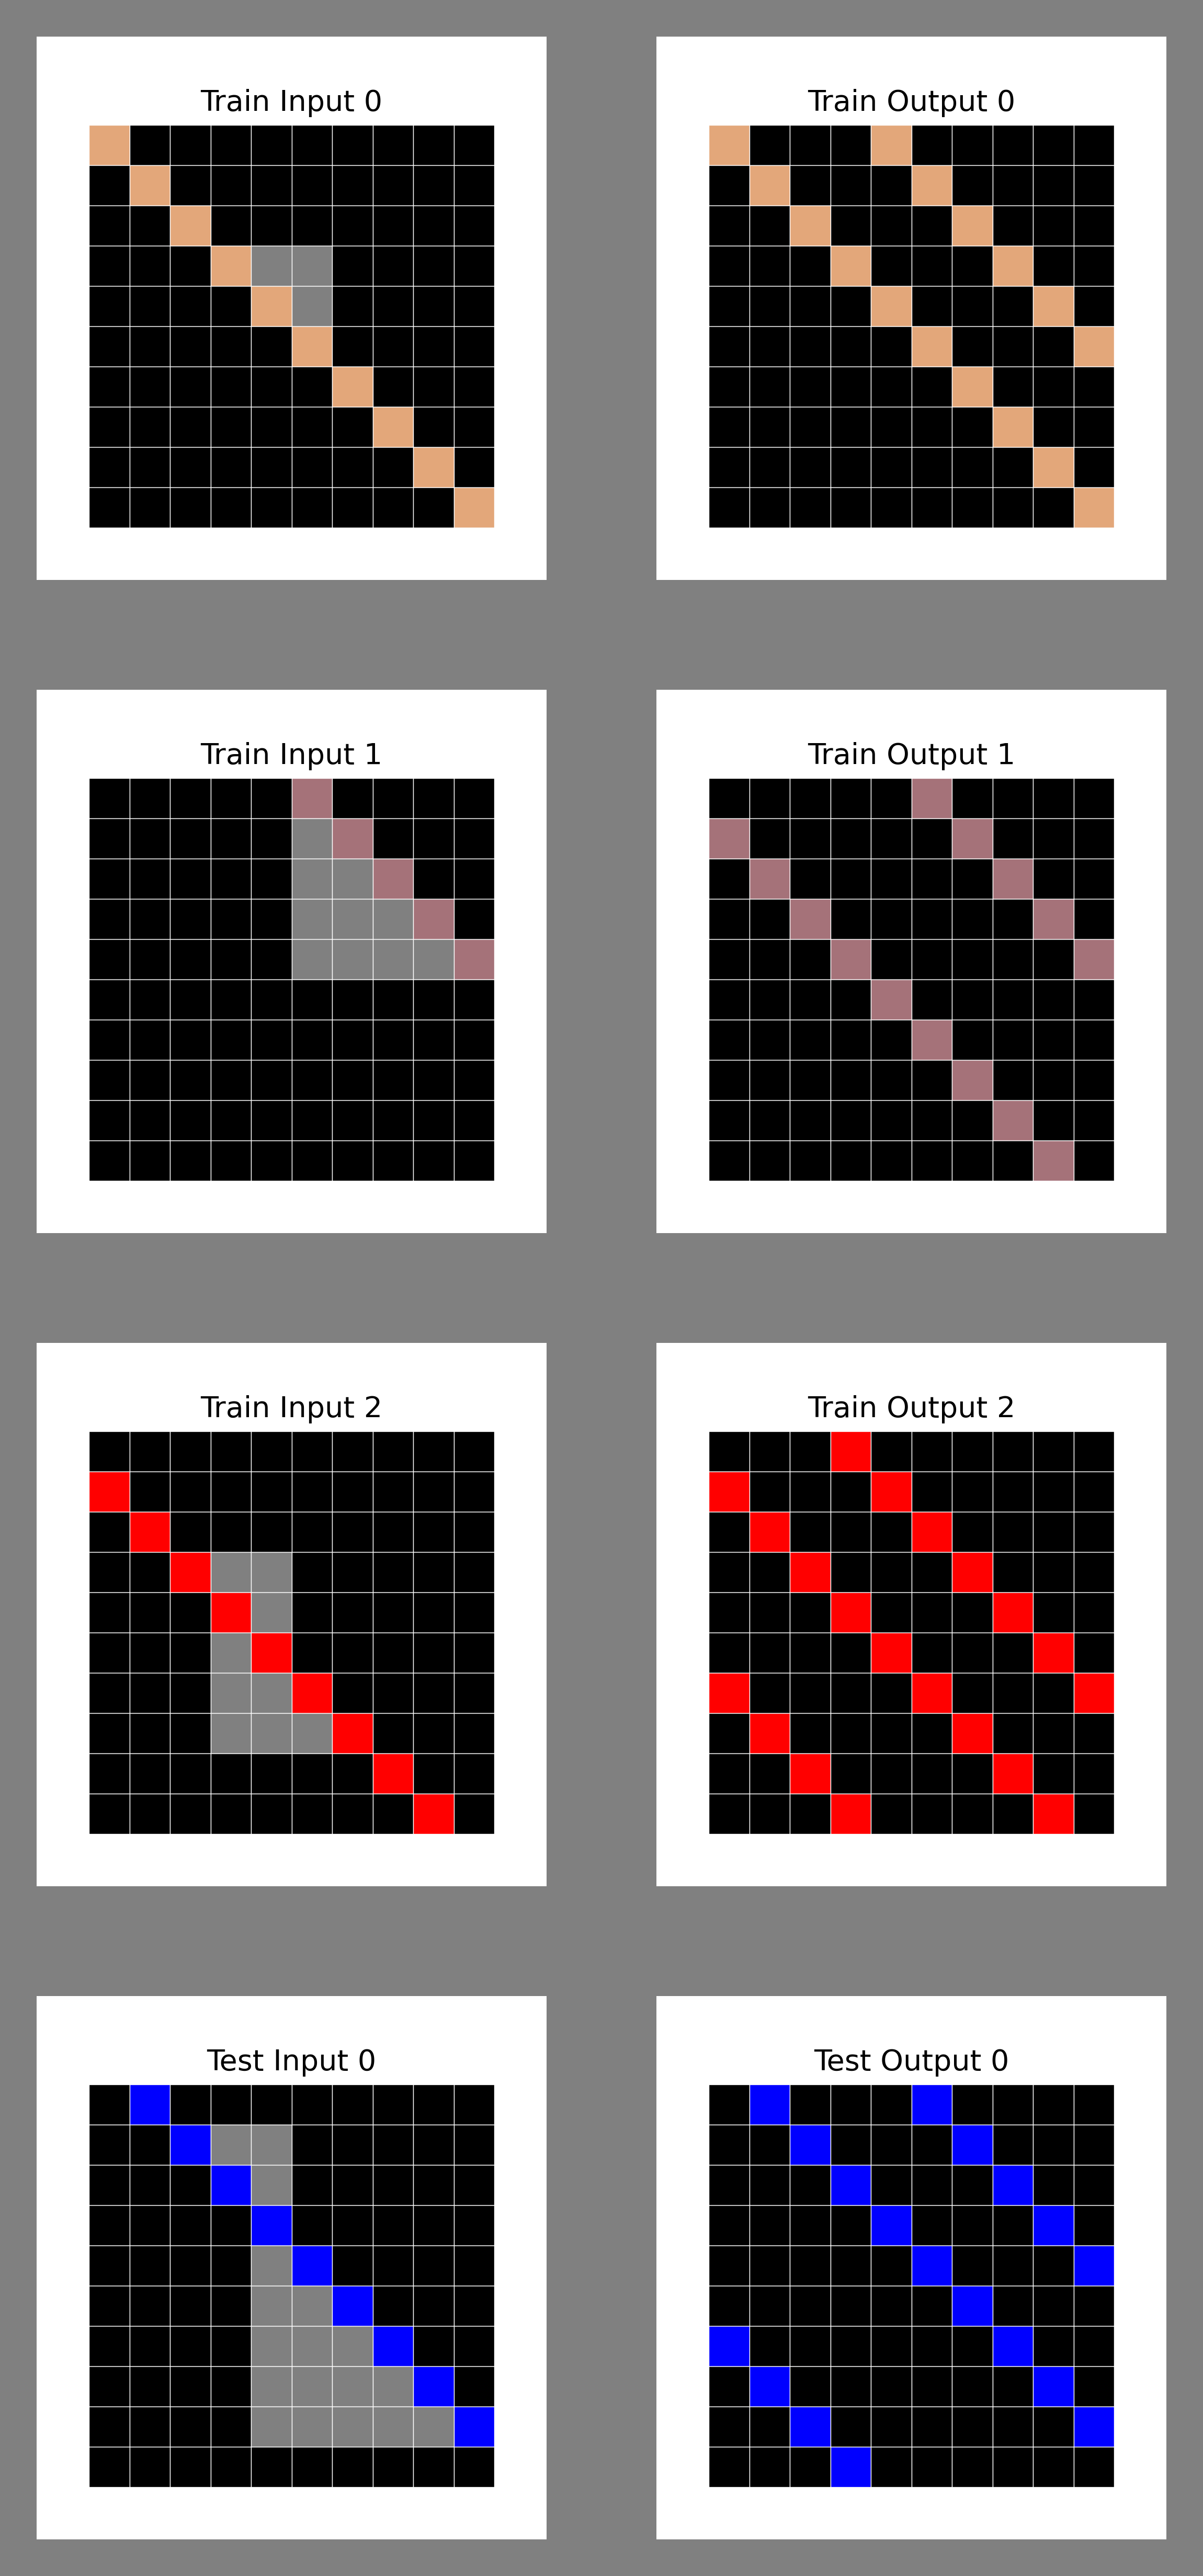 Train Input 0
Train Output 0
Train Input 1
Train Output 1
Train Input 2
Train Output 2
Test Input 0
Test Output 0